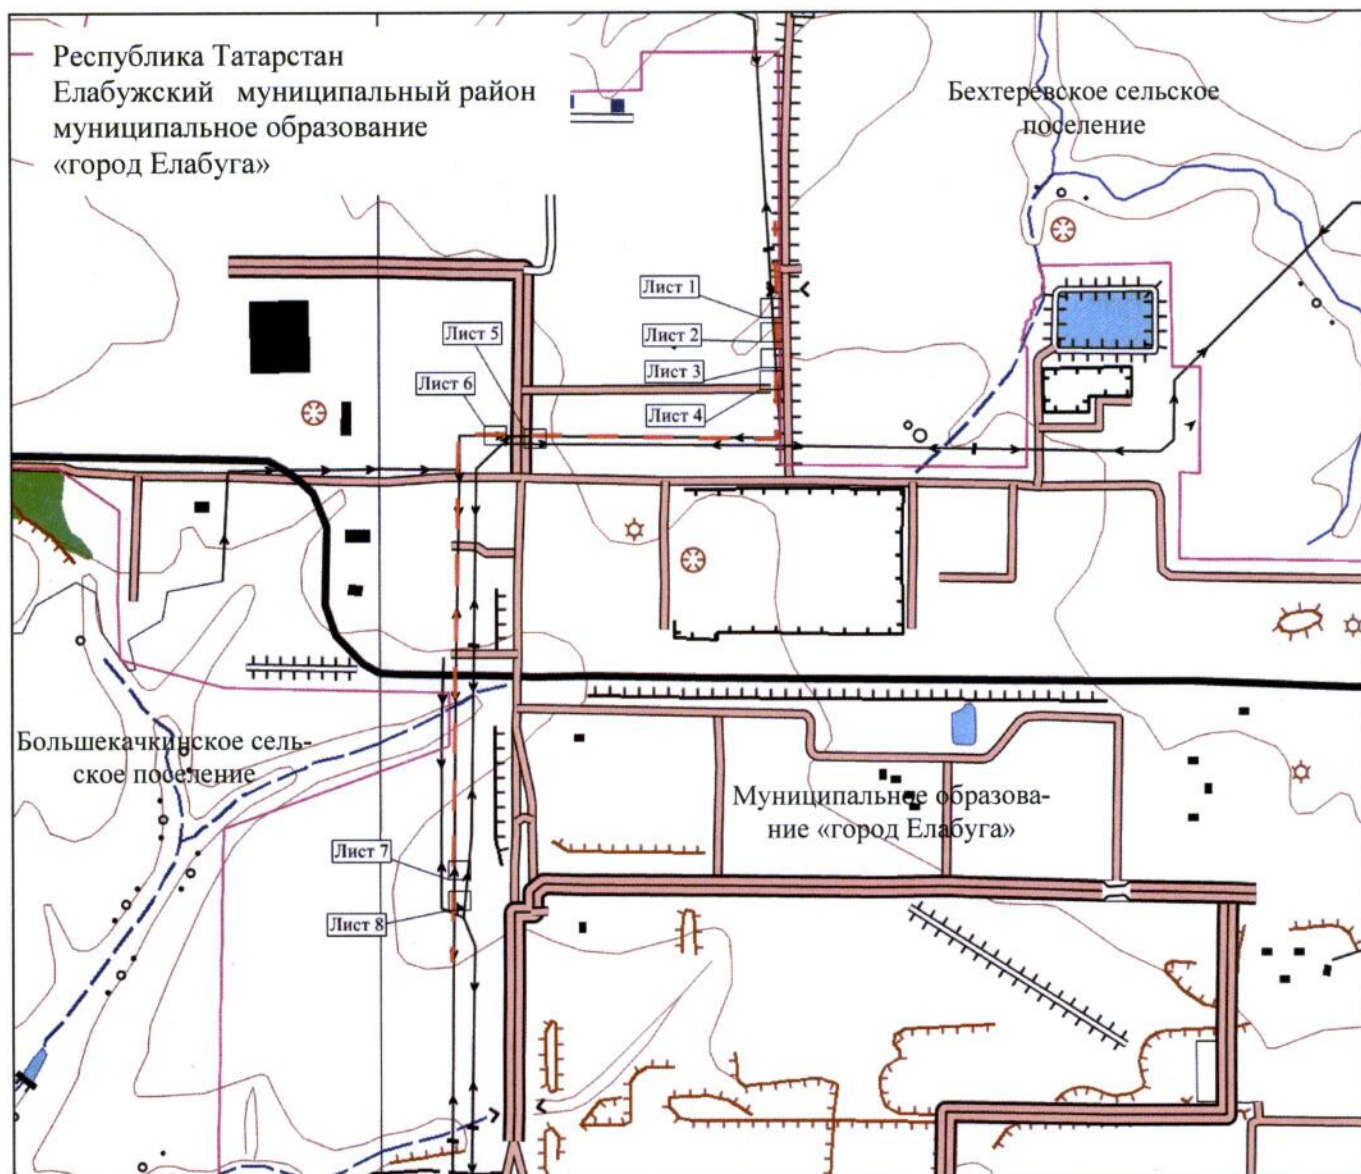 Республика Татарстан
Елабужский муниципальный район
муниципальное образование
«город Елабуга»
Бехтеревское сельское
поселение
Лист 1
Лист 2
Лист 3
Лист 4
Лист 5
Лист 6
Большекачкинское сель-
ское поселение
Муниципальное образова-
ние «город Елабуга»
Лист 7
Лист 8